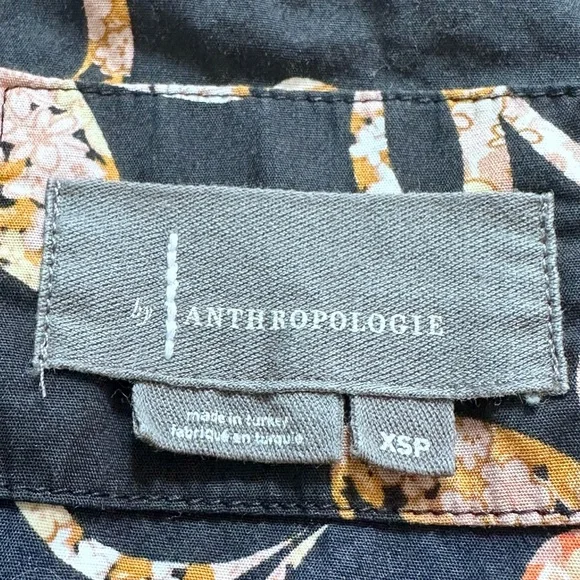 by ANTHROPOLOGIE
made in turkey
fabriqué en turquie
XSP